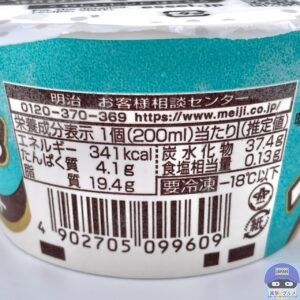 明治 お客様相談センター
0120-370-369 https://www.meiji.co.jp/
栄養成分表示 1個(200ml)当たり(推定値)
エネルギー 341kcal 炭水化物 37.4g
たんぱく質 4.1g 食塩相当量 0.13g
脂質 19.4g 要冷凍 -18℃以下
紙
4 902705 099609